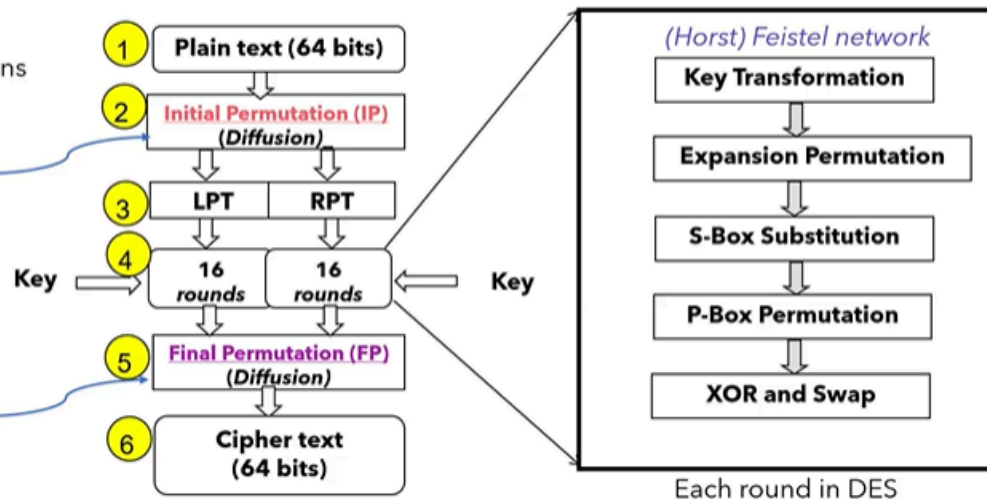 ns
1
Plain text (64 bits)
2
Initial Permutation (IP)
(Diffusion)
3
LPT
RPT
4
Key
16
rounds
16
rounds
Key
5
Final Permutation (FP)
(Diffusion)
6
Cipher text
(64 bits)
(Horst) Feistel network
Key Transformation
Expansion Permutation
S-Box Substitution
P-Box Permutation
XOR and Swap
Each round in DES